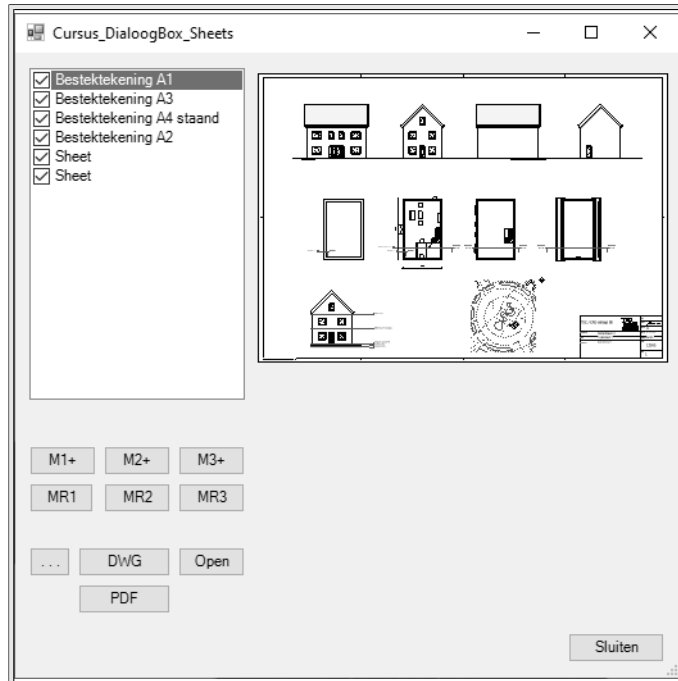 Cursus_DialoogBox_Sheets
Bestektekening A1
Bestektekening A3
Bestektekening A4 staand
Bestektekening A2
Sheet
Sheet
M1+ M2+ M3+
MR1 MR2 MR3
... DWG Open
PDF
Sluiten